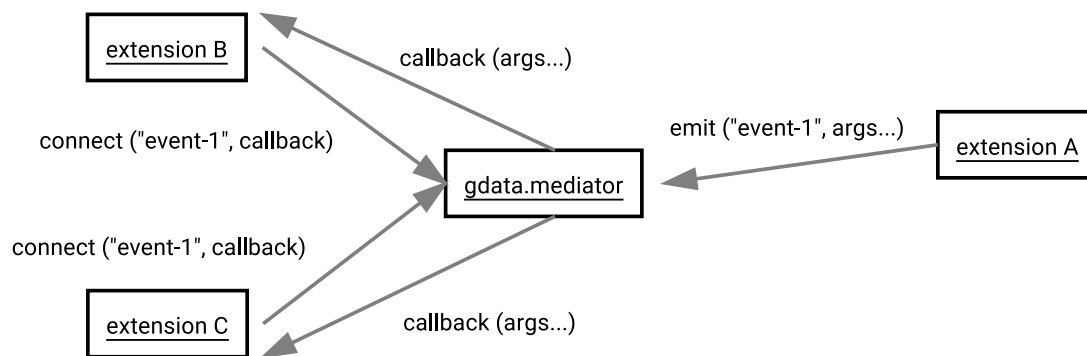 extension B
callback (args...)
connect ("event-1", callback)
emit ("event-1", args...)
extension A
gdata.mediator
connect ("event-1", callback)
extension C
callback (args...)